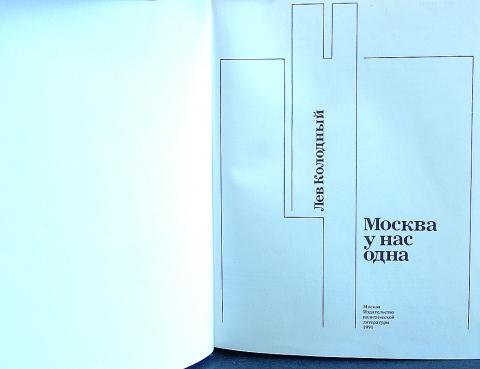 Лев Колодный
Москва
у нас
одна
Москва
Издательство
политической
литературы
1991